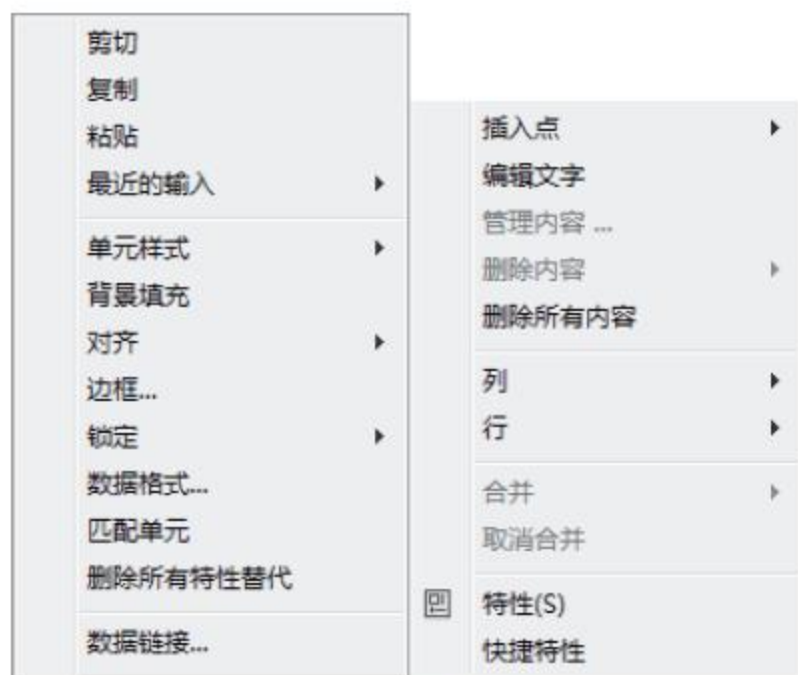 剪切
复制
粘贴
最近的输入
单元样式
背景填充
对齐
边框...
锁定
数据格式...
匹配单元
删除所有特性替代
数据链接...
插入点
编辑文字
管理内容 ...
删除内容
删除所有内容
列
行
合并
取消合并
特性(S)
快捷特性